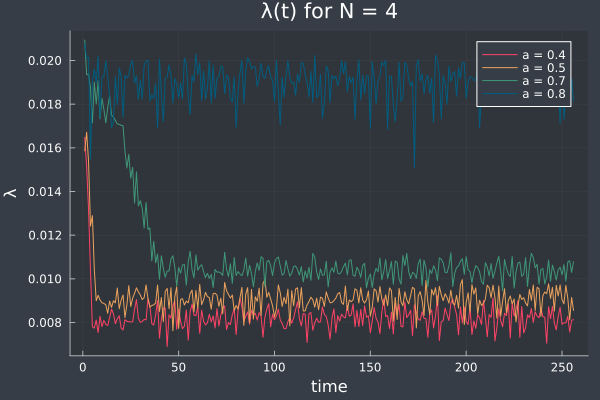 λ(t) for N = 4
a = 0.4
a = 0.5
a = 0.7
a = 0.8
λ
0.020
0.018
0.016
0.014
0.012
0.010
0.008
0 50 100 150 200 250
time